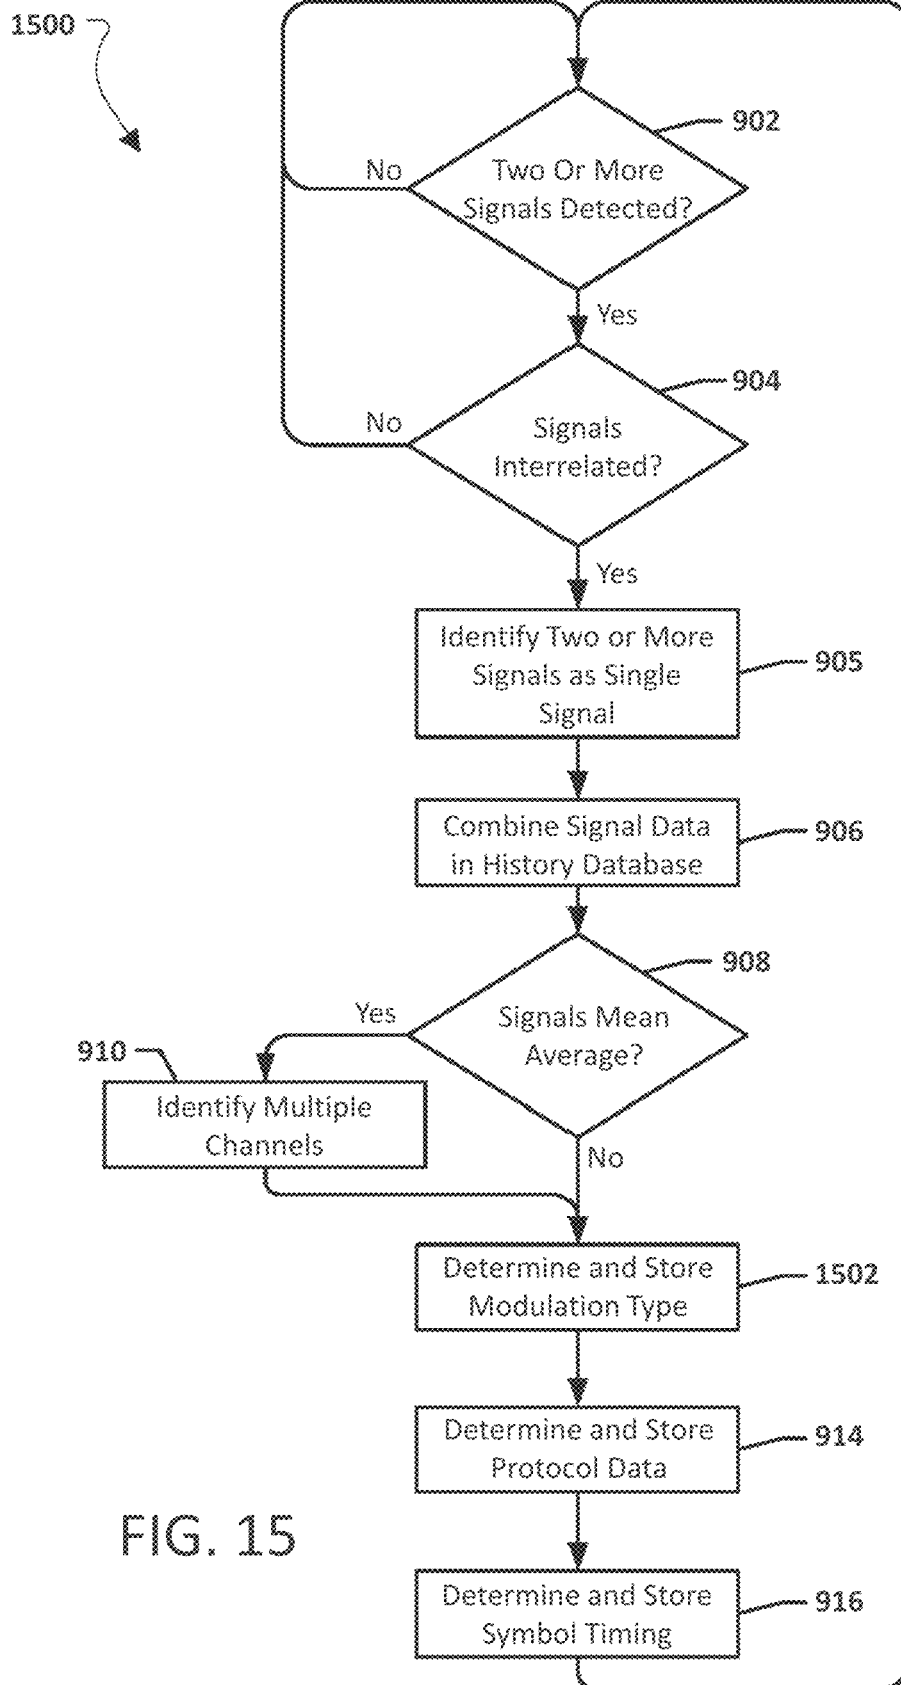 1500
902
No
Two Or More
Signals Detected?
Yes
904
No
Signals
Interrelated?
Yes
Identify Two or More
Signals as Single
Signal
905
Combine Signal Data
in History Database
906
908
Yes
Signals Mean
Average?
910
Identify Multiple
Channels
No
Determine and Store
Modulation Type
1502
Determine and Store
Protocol Data
914
FIG. 15
Determine and Store
Symbol Timing
916